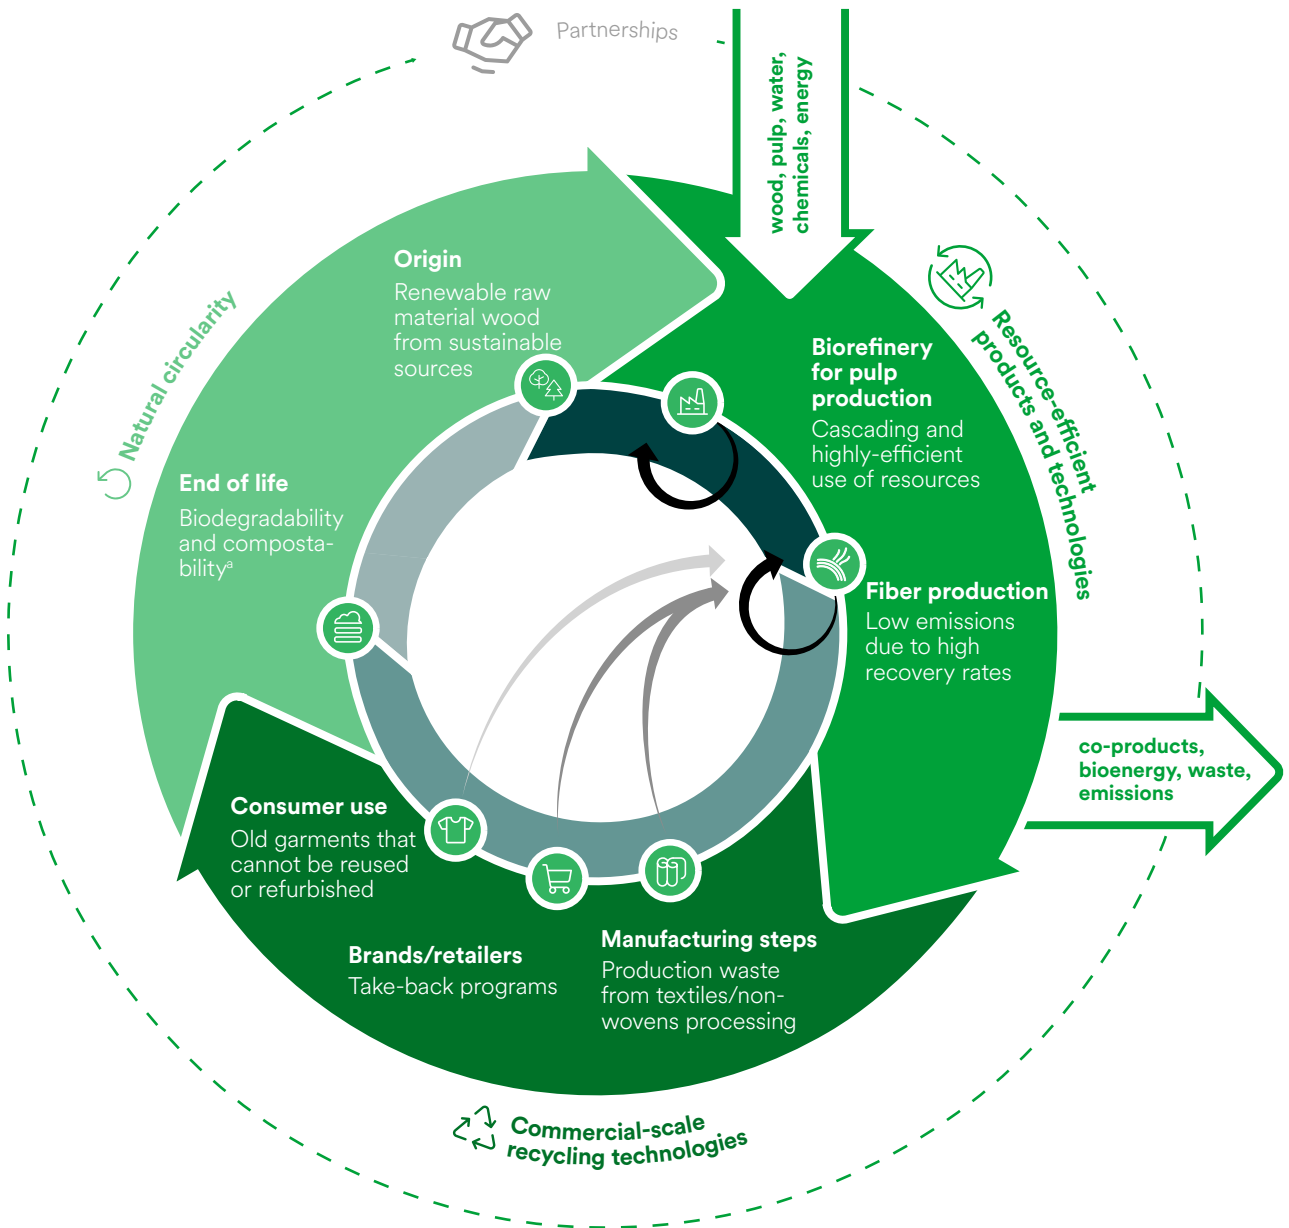 Partnerships
wood, pulp, water,
chemicals, energy
Origin
Renewable raw
material wood
from sustainable
sources
Natural circularity
Resource-efficient
products and technologies
Biorefinery
for pulp
production
Cascading and
highly-efficient
use of resources
End of life
Biodegradability
and composta-
bilityª
Fiber production
Low emissions
due to high
recovery rates
co-products,
bioenergy, waste,
emissions
Consumer use
Old garments that
cannot be reused
or refurbished
Brands/retailers
Take-back programs
Manufacturing steps
Production waste
from textiles/non-
wovens processing
Commercial-scale
recycling technologies